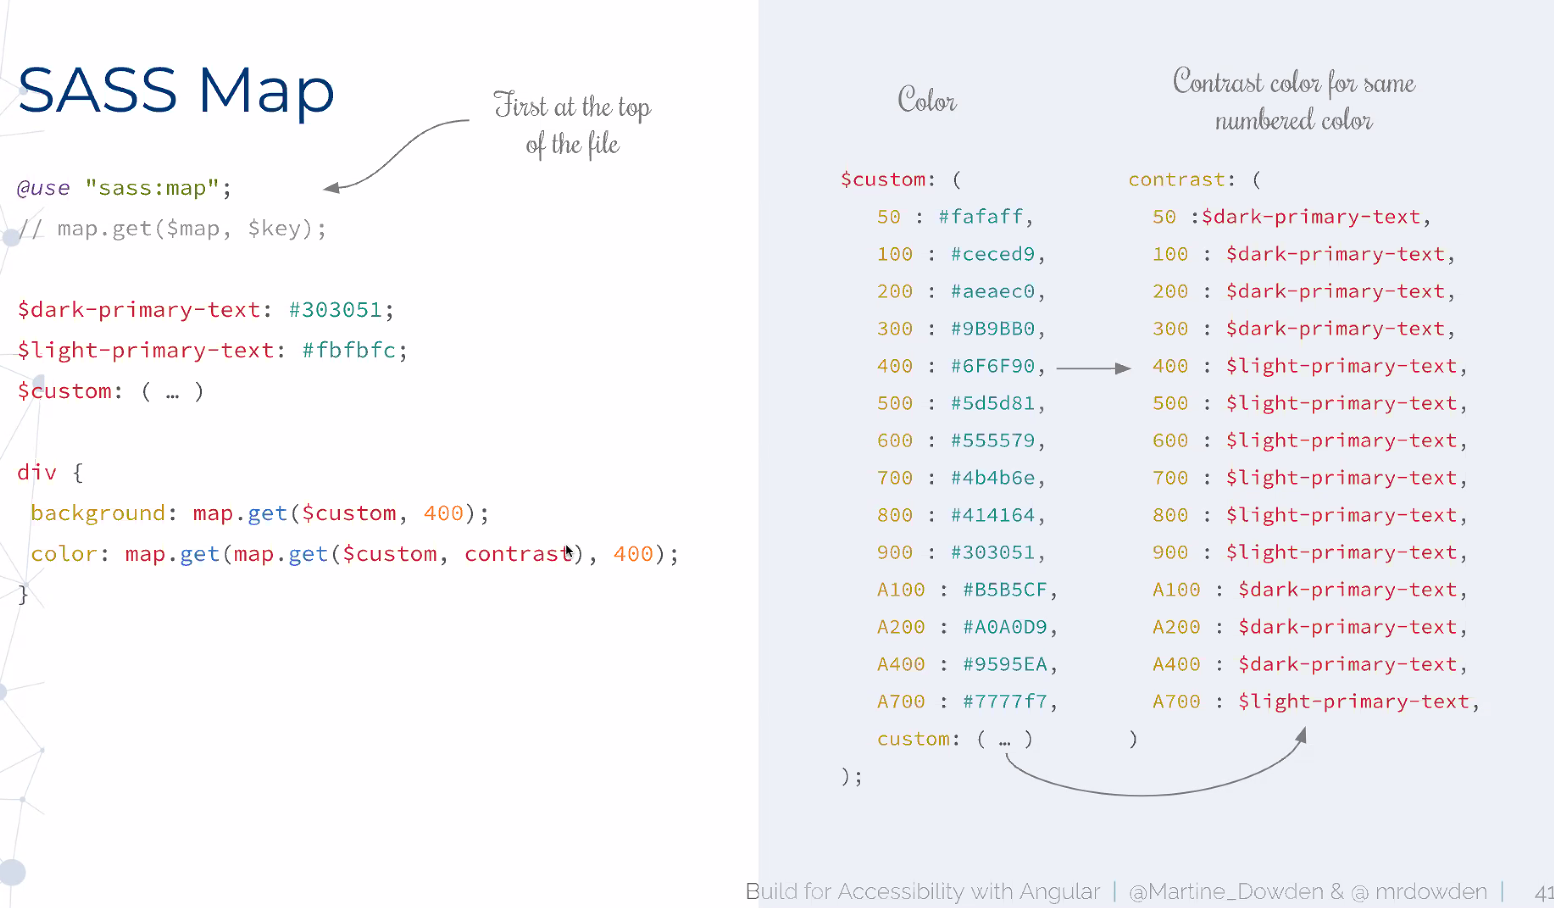 SASS Map
First at the top
of the file
@use "sass:map";
// map.get($map, $key);
$dark-primary-text: #303051;
$light-primary-text: #fbfbfc;
$custom: ( … )
div {
background: map.get($custom, 400);
color: map.get(map.get($custom, contrast), 400);
}
Color
$custom: (
50 : #fafaff,
100 : #ceced9,
200 : #aeaec0,
300 : #9B9BB0,
400 : #6F6F90,
500 : #5d5d81,
600 : #555579,
700 : #4b4b6e,
800 : #414164,
900 : #303051,
A100 : #B5B5CF,
A200 : #A0A0D9,
A400 : #9595EA,
A700 : #7777f7,
custom: ( … )
);
Contrast color for same
numbered color
contrast: (
50 :$dark-primary-text,
100 : $dark-primary-text,
200 : $dark-primary-text,
300 : $dark-primary-text,
400 : $light-primary-text,
500 : $light-primary-text,
600 : $light-primary-text,
700 : $light-primary-text,
800 : $light-primary-text,
900 : $light-primary-text,
A100 : $dark-primary-text,
A200 : $dark-primary-text,
A400 : $dark-primary-text,
A700 : $light-primary-text,
)
Build for Accessibility with Angular | @Martine_Dowden & @ mrdowden | 41